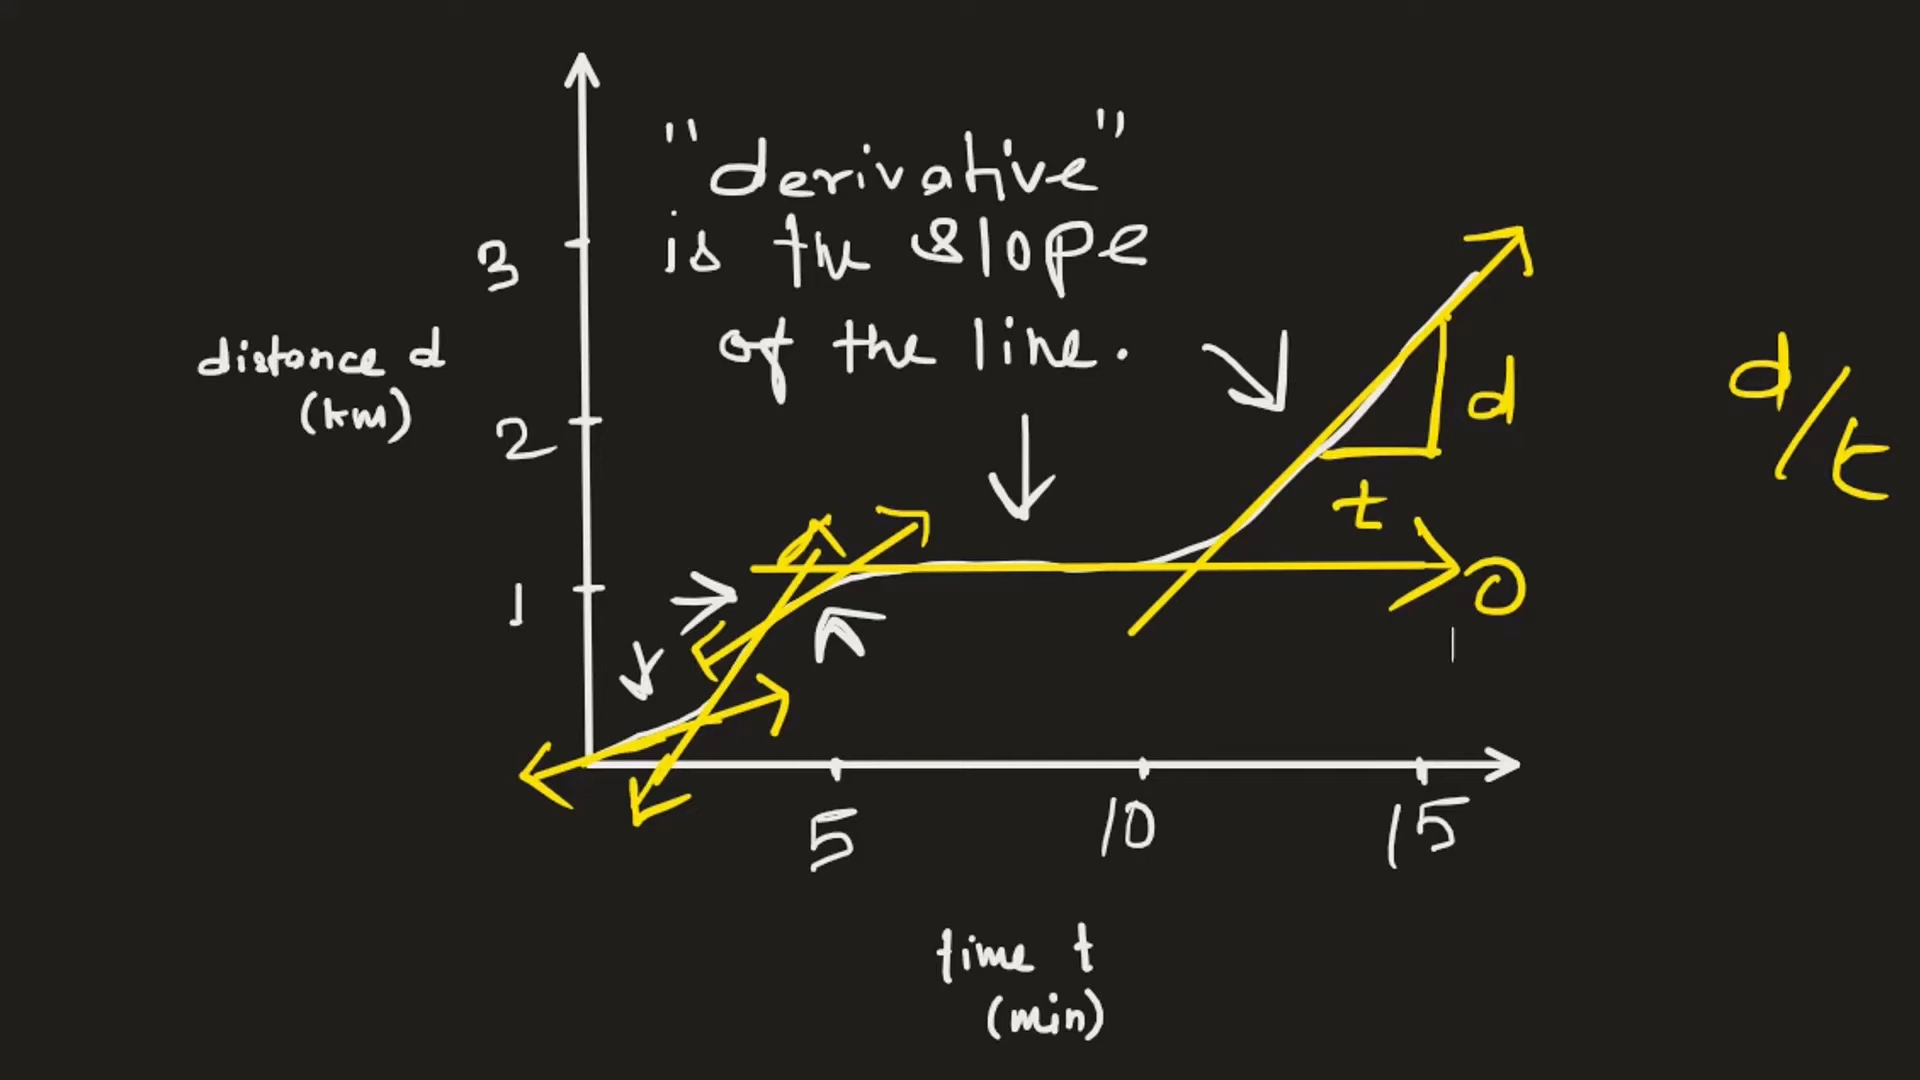 "derivative"
is the slope
of the line.
3
distance d
(km)
2
1
d
t
d/t
0
5
10
15
time t
(min)